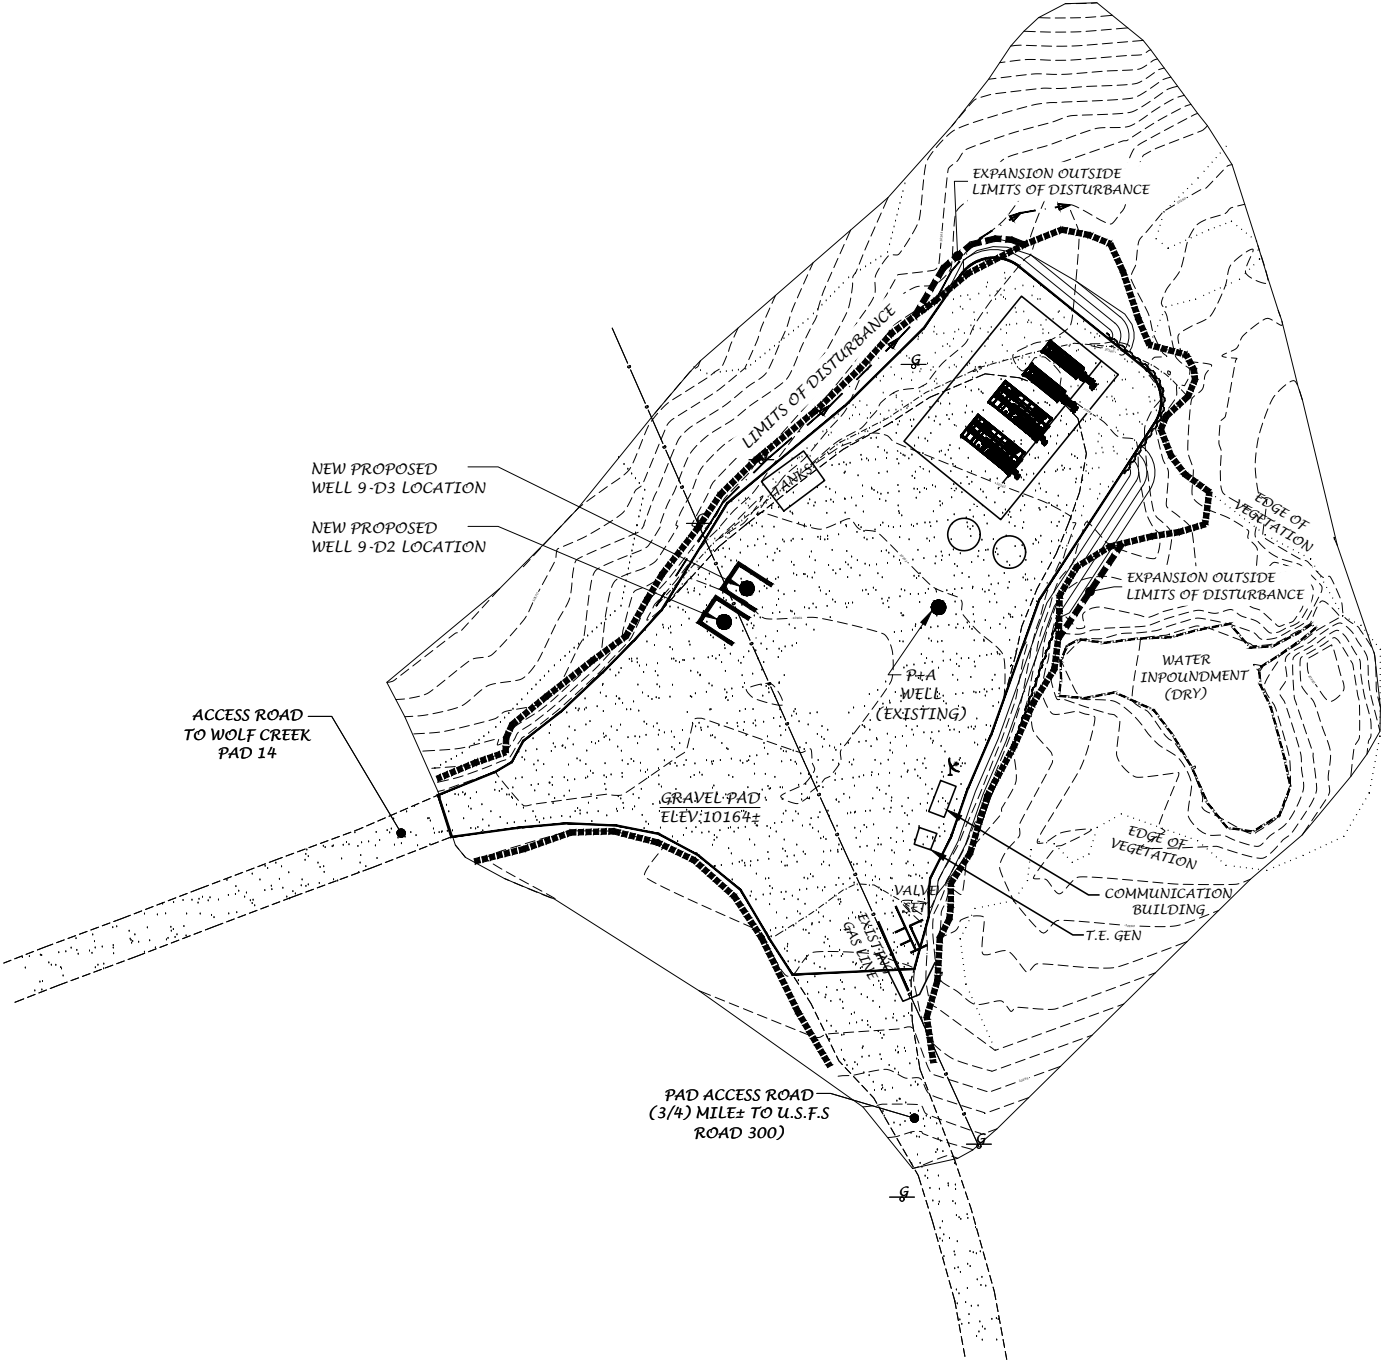 EXPANSION OUTSIDE
LIMITS OF DISTURBANCE
LIMITS OF DISTURBANCE
G
TANKS
NEW PROPOSED
WELL 9-D3 LOCATION
NEW PROPOSED
WELL 9-D2 LOCATION
EDGE OF
VEGETATION
EXPANSION OUTSIDE
LIMITS OF DISTURBANCE
WATER
INPOUNDMENT
(DRY)
P+A
WELL
(EXISTING)
ACCESS ROAD
TO WOLF CREEK
PAD 14
GRAVEL PAD
ELEV.10164±
EDGE OF
VEGETATION
VALVE
SET
COMMUNICATION
BUILDING
EXISTING
GAS LINE
T.E. GEN
PAD ACCESS ROAD
(3/4) MILE± TO U.S.F.S
ROAD 300)
G
G